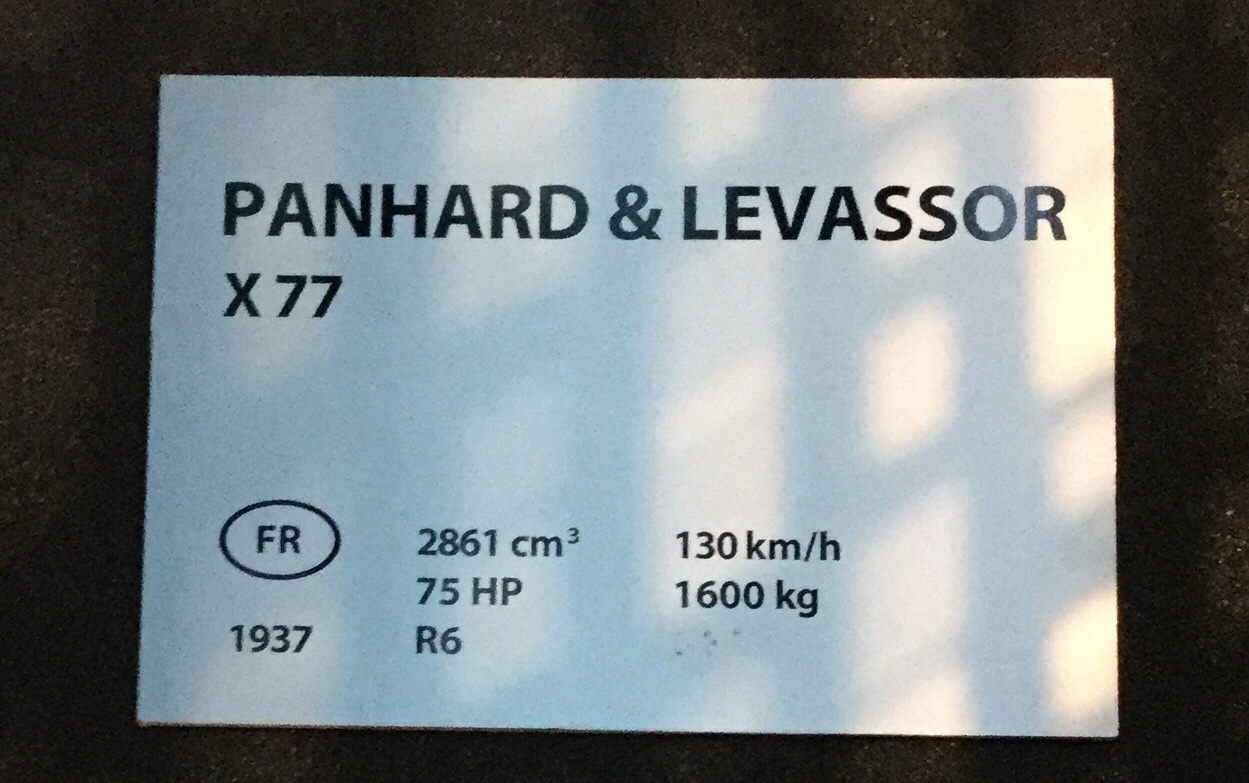 PANHARD & LEVASSOR
X 77
FR
1937
2861 cm³
75 HP
R6
130 km/h
1600 kg